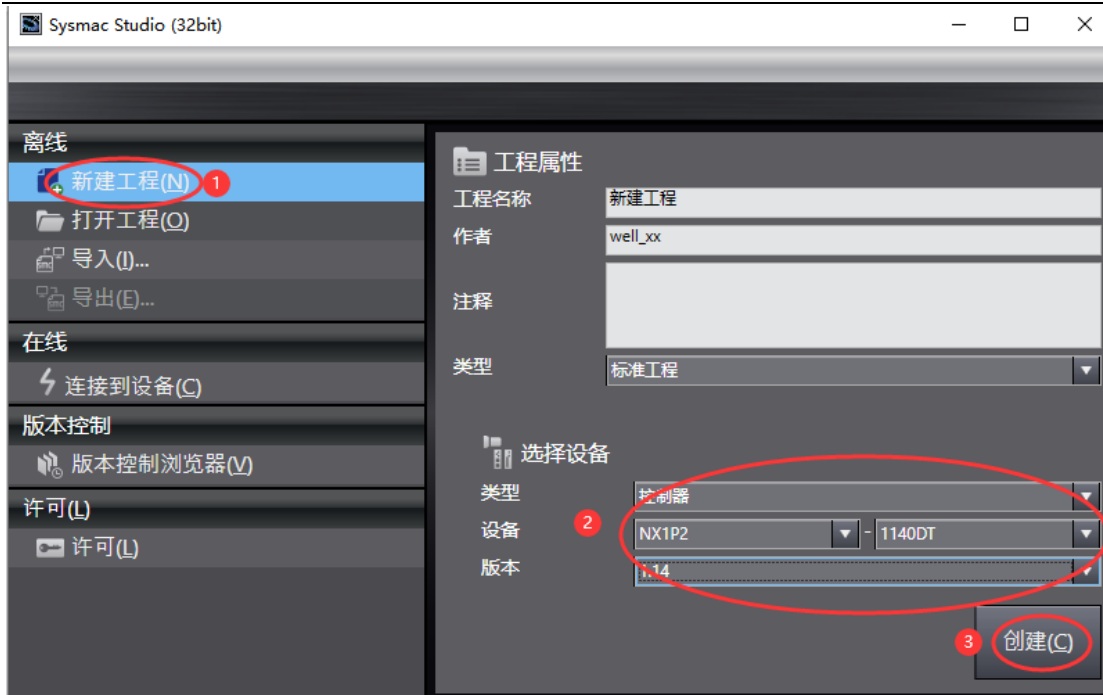 Sysmac Studio (32bit)
离线
新建工程(N) 1
打开工程(O)
导入(I)...
导出(E)...
在线
连接到设备(C)
版本控制
版本控制浏览器(V)
许可(L)
许可(L)
工程属性
工程名称 新建工程
作者 well_xx
注释
类型 标准工程
选择设备
类型 控制器
设备 2 NX1P2 - 1140DT
版本 1.14
3 创建(C)